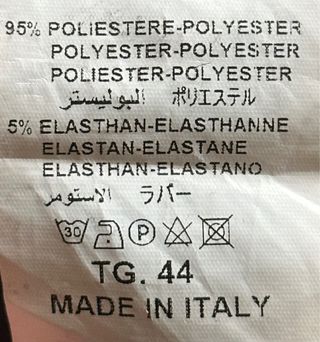 95% POLIESTERE-POLYESTER
POLYESTER-POLYESTER
POLIESTER-POLYESTER
البوليستر ポリエステル
5% ELASTHAN-ELASTHANNE
ELASTAN-ELASTANE
ELASTHAN-ELASTANO
الاستومر ラバー
30 P
TG. 44
MADE IN ITALY